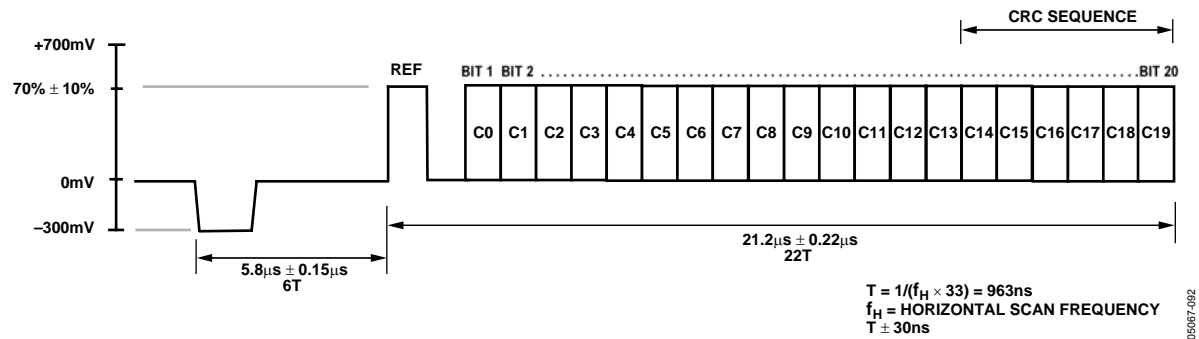 CRC SEQUENCE
+700mV
REF
BIT 1 BIT 2 ........................................................................ BIT 20
70% ± 10%
C0 C1 C2 C3 C4 C5 C6 C7 C8 C9 C10 C11 C12 C13 C14 C15 C16 C17 C18 C19
0mV
–300mV
21.2µs ± 0.22µs
22T
5.8µs ± 0.15µs
6T
T = 1/(fH × 33) = 963ns
fH = HORIZONTAL SCAN FREQUENCY
T ± 30ns
05067-092